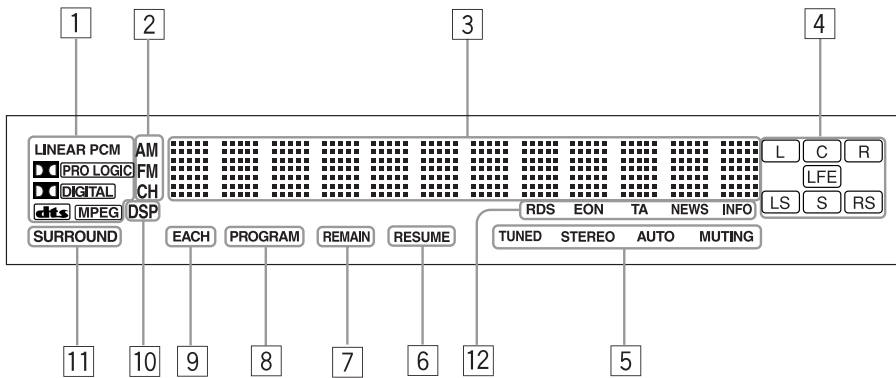 1 2 3 4
LINEAR PCM AM L C R
PRO LOGIC FM LFE
DIGITAL CH LS S RS
dts MPEG DSP RDS EON TA NEWS INFO
SURROUND EACH PROGRAM REMAIN RESUME TUNED STEREO AUTO MUTING
11 10 9 8 7 6 12 5